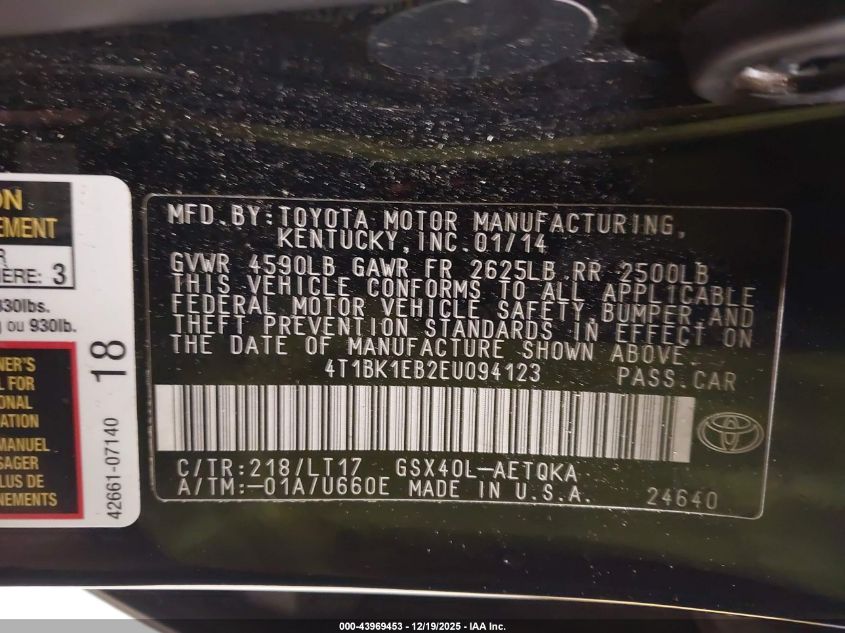 ON
EMENT
R
HERE: 3
930lbs.
g ou 930lb.
NER'S
L FOR
ONAL
ATION
MANUEL
SAGER
LUS DE
NEMENTS
18
42661-07140
MFD.BY:TOYOTA MOTOR MANUFACTURING,
KENTUCKY,INC.01/14
GVWR 4590LB GAWR FR 2625LB RR 2500LB
THIS VEHICLE CONFORMS TO ALL APPLICABLE
FEDERAL MOTOR VEHICLE SAFETY,BUMPER,AND
THEFT PREVENTION STANDARDS IN EFFECT ON
THE DATE OF MANUFACTURE SHOWN ABOVE.
4T1BK1EB2EU094123 PASS.CAR
C/TR:218/LT17 GSX40L-AETQKA
A/TM:-01A/U660E MADE IN U.S.A. 24640
000-43969453 - 12/19/2025 - IAA Inc.